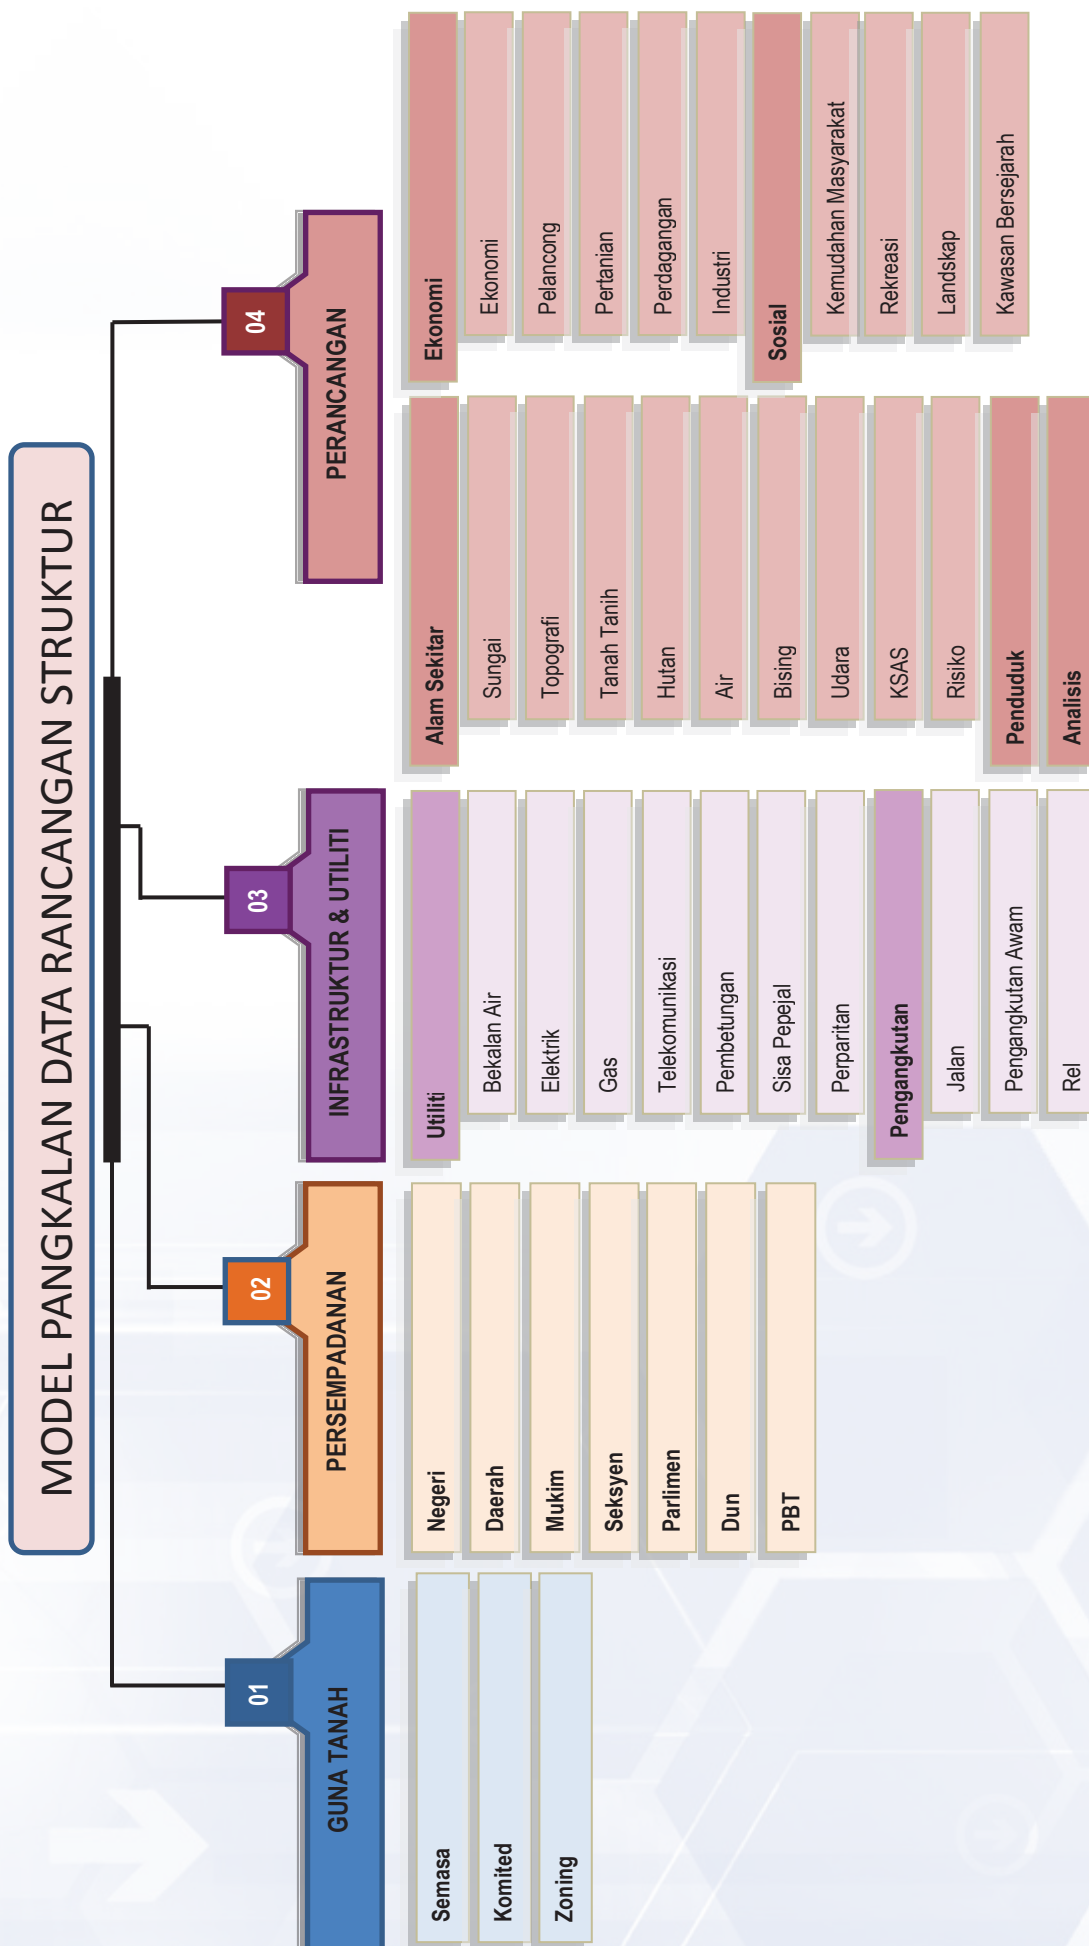 MODEL PANGKALAN DATA RANCANGAN STRUKTUR
01
GUNA TANAH
Semasa
Komited
Zoning
02
PERSEMPADANAN
Negeri
Daerah
Mukim
Seksyen
Parlimen
Dun
PBT
03
INFRASTRUKTUR & UTILITI
Utiliti
Bekalan Air
Elektrik
Gas
Telekomunikasi
Pembetungan
Sisa Pepejal
Perparitan
Pengangkutan
Jalan
Pengangkutan Awam
Rel
04
PERANCANGAN
Alam Sekitar
Sungai
Topografi
Tanah Tanih
Hutan
Air
Bising
Udara
KSAS
Risiko
Penduduk
Analisis
Ekonomi
Ekonomi
Pelancong
Pertanian
Perdagangan
Industri
Sosial
Kemudahan Masyarakat
Rekreasi
Landskap
Kawasan Bersejarah